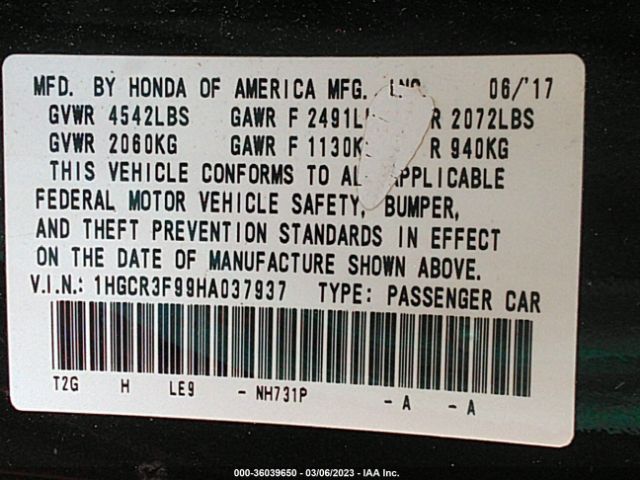 MFD. BY HONDA OF AMERICA MFG. INC. 06/'17
GVWR 4542LBS GAWR F 2491L R 2072LBS
GVWR 2060KG GAWR F 1130K R 940KG
THIS VEHICLE CONFORMS TO AL APPLICABLE
FEDERAL MOTOR VEHICLE SAFETY, BUMPER,
AND THEFT PREVENTION STANDARDS IN EFFECT
ON THE DATE OF MANUFACTURE SHOWN ABOVE.
V.I.N.: 1HGCR3F99HA037937 TYPE: PASSENGER CAR
T2G H LE9 - NH731P - A - A
000-36039650 - 03/06/2023 - IAA Inc.